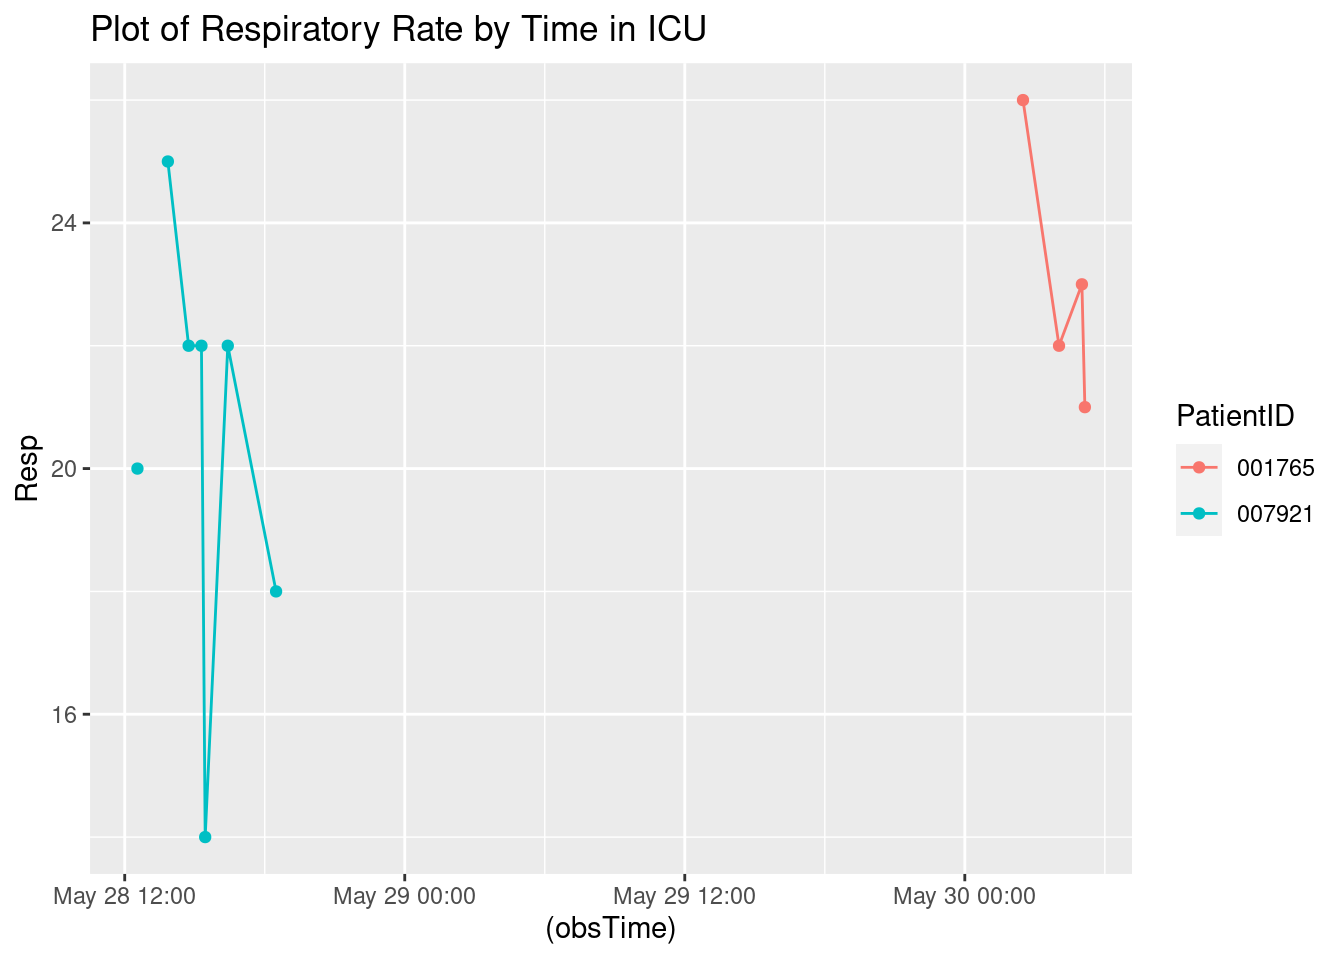 Plot of Respiratory Rate by Time in ICU
Resp
24
20
16
May 28 12:00 May 29 00:00 May 29 12:00 May 30 00:00
(obsTime)
PatientID
001765
007921